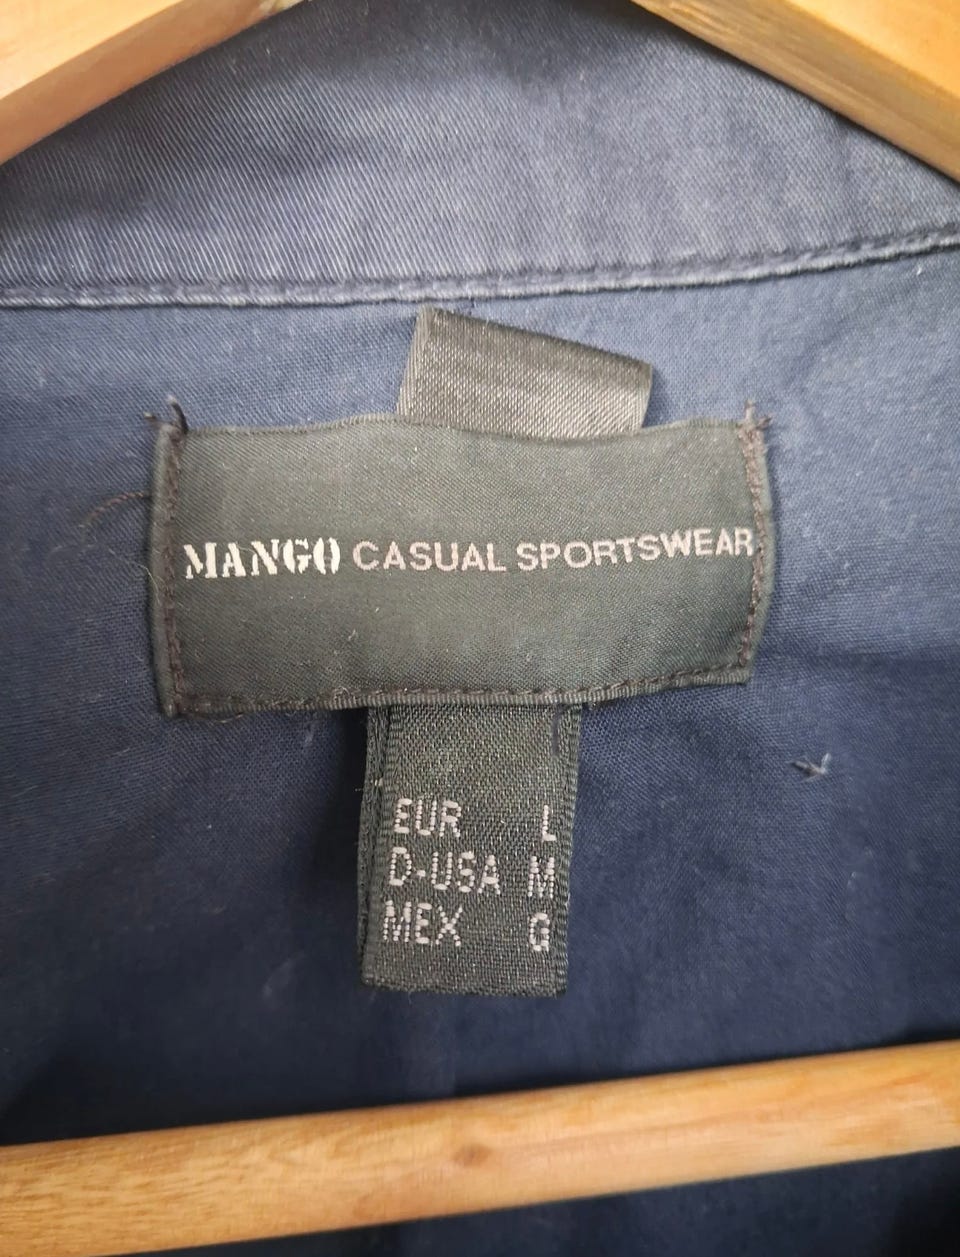 MANGO CASUAL SPORTSWEAR
EUR L
D-USA M
MEX G